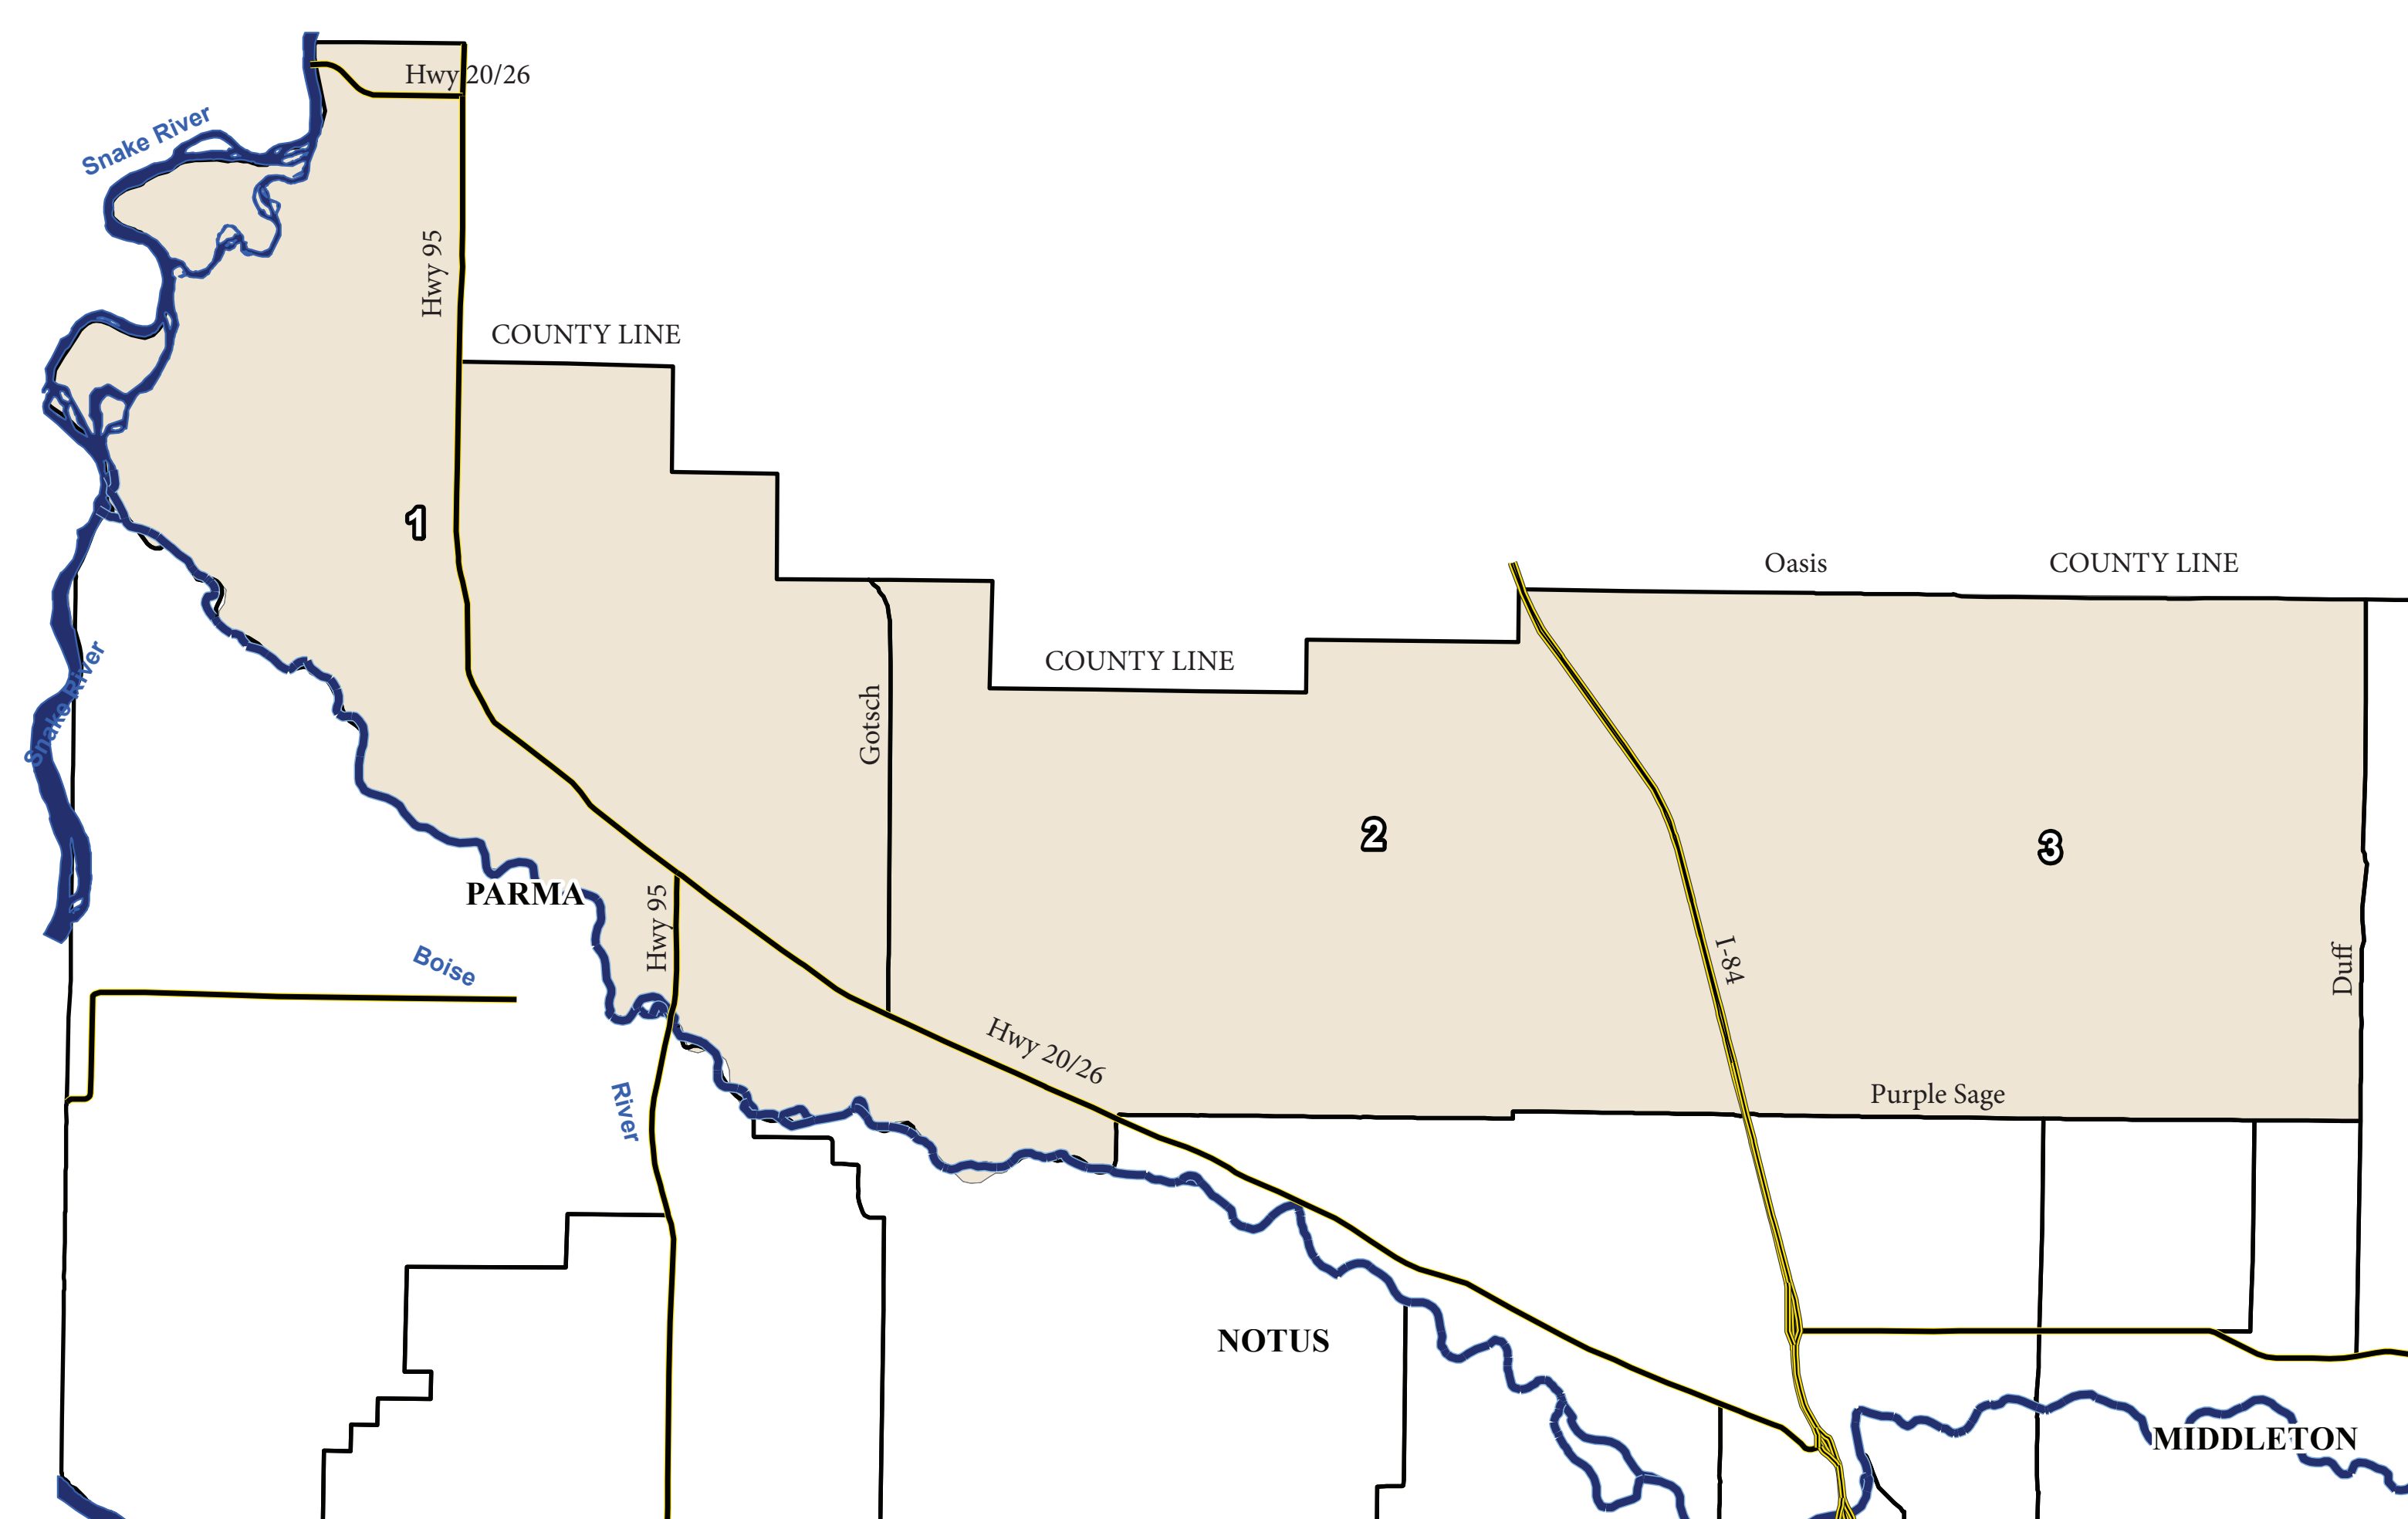 Hwy 20/26
Snake River
Hwy 95
COUNTY LINE
1
Oasis
COUNTY LINE
COUNTY LINE
Snake River
Gotsch
2
3
PARMA
Hwy 95
Boise
I-84
Duff
Hwy 20/26
Purple Sage
River
NOTUS
MIDDLETON